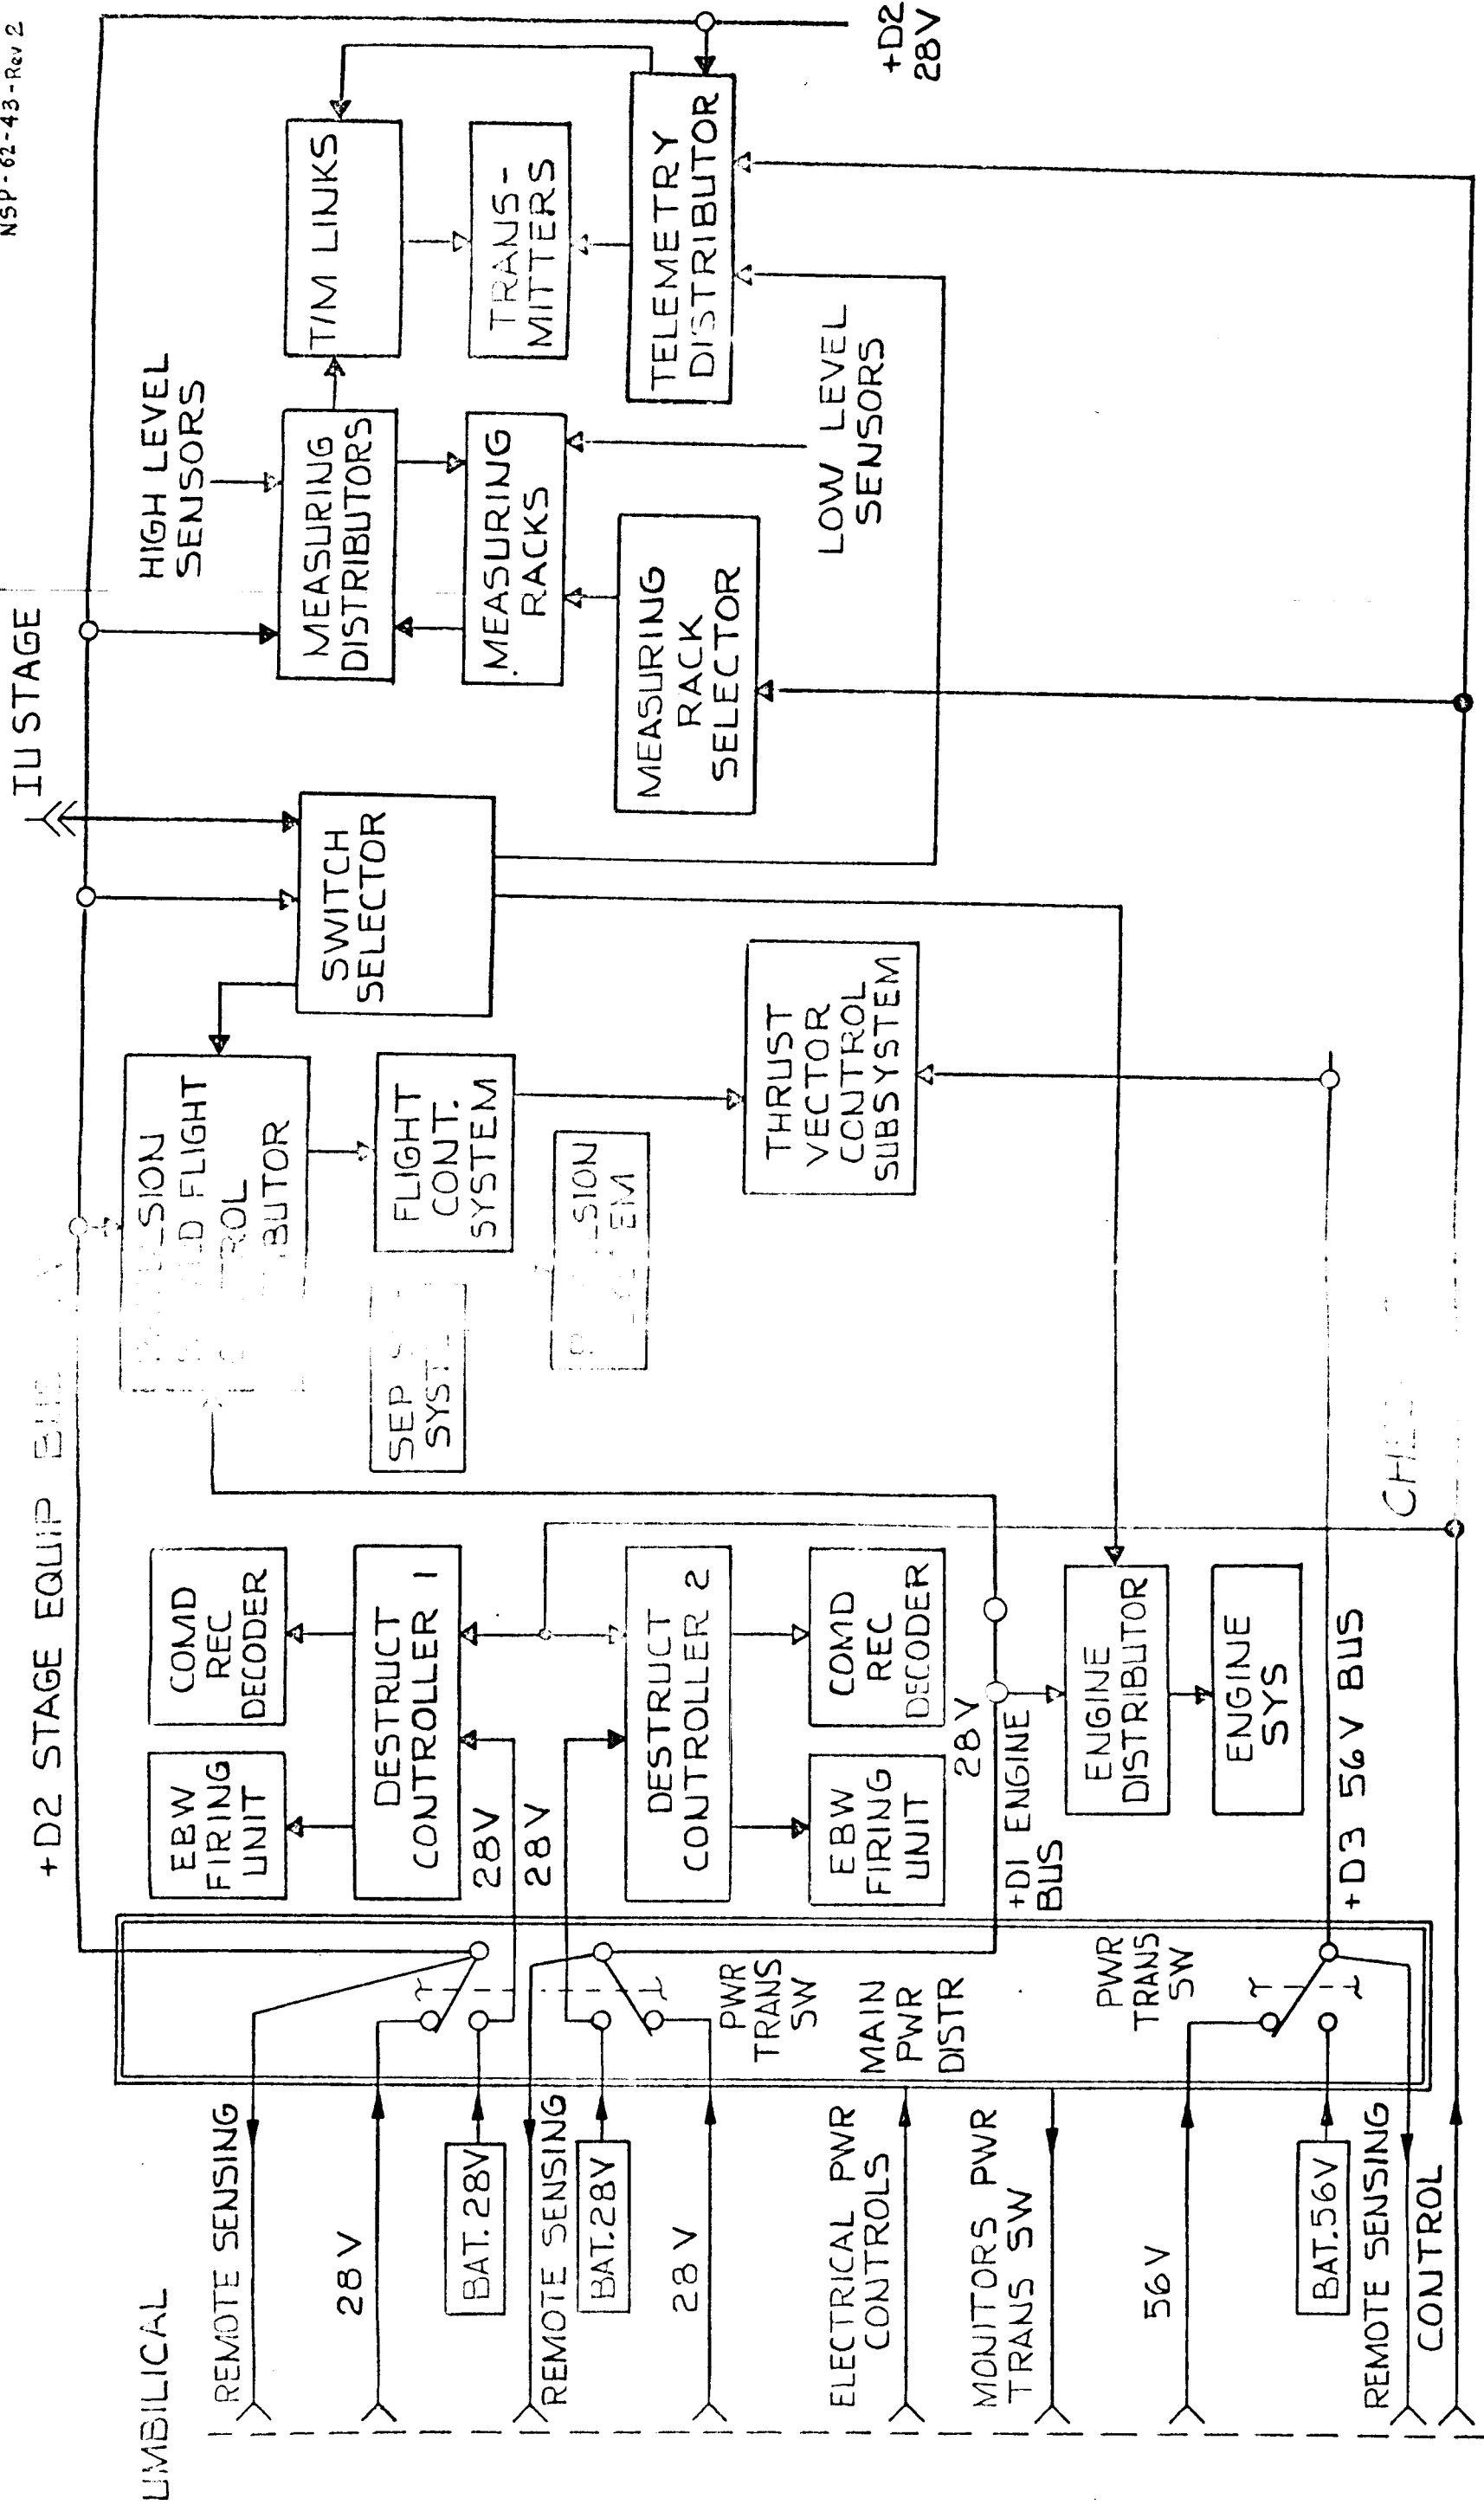 NSP-62-43-Rev 2
IU STAGE
+D2 STAGE EQUIP
HIGH LEVEL
SENSORS
UMBILICAL
REMOTE SENSING
28V
BAT.28V
REMOTE SENSING
BAT.28V
28V
ELECTRICAL PWR
CONTROLS
MONITORS PWR
TRANS SW
56V
BAT.56V
REMOTE SENSING
CONTROL
PWR
TRANS
SW
MAIN
PWR
DISTR
PWR
TRANS
SW
EBW
FIRING
UNIT
COMD
REC
DECODER
DESTRUCT
CONTROLLER 1
28V
28V
DESTRUCT
CONTROLLER 2
EBW
FIRING
UNIT
COMD
REC
DECODER
28V
+D1 ENGINE
BUS
ENGINE
DISTRIBUTOR
ENGINE
SYS
+D3 56V BUS
FLIGHT
SEP
FLIGHT
CONT.
SYSTEM
THRUST
VECTOR
CONTROL
SUBSYSTEM
SWITCH
SELECTOR
MEASURING
DISTRIBUTORS
MEASURING
RACKS
MEASURING
RACK
SELECTOR
LOW LEVEL
SENSORS
T/M LINKS
TRANS-
MITTERS
TELEMETRY
DISTRIBUTOR
+D2
28V